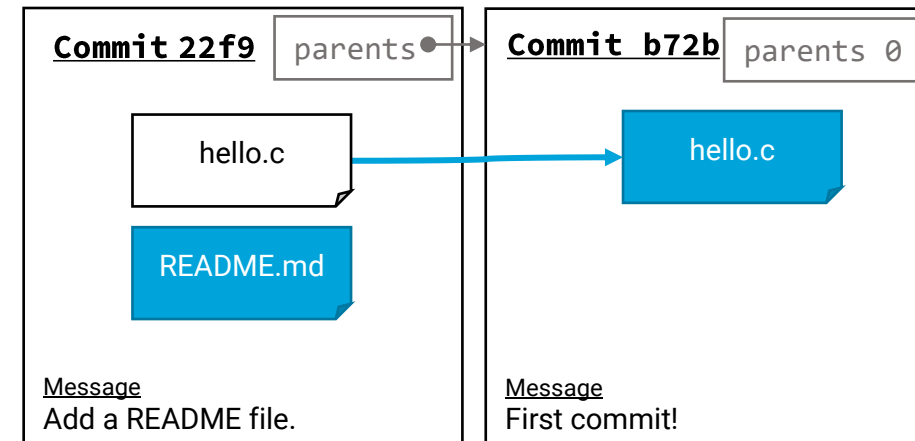 Commit 22f9
parents
hello.c
README.md
Message
Add a README file.
Commit b72b
parents 0
hello.c
Message
First commit!